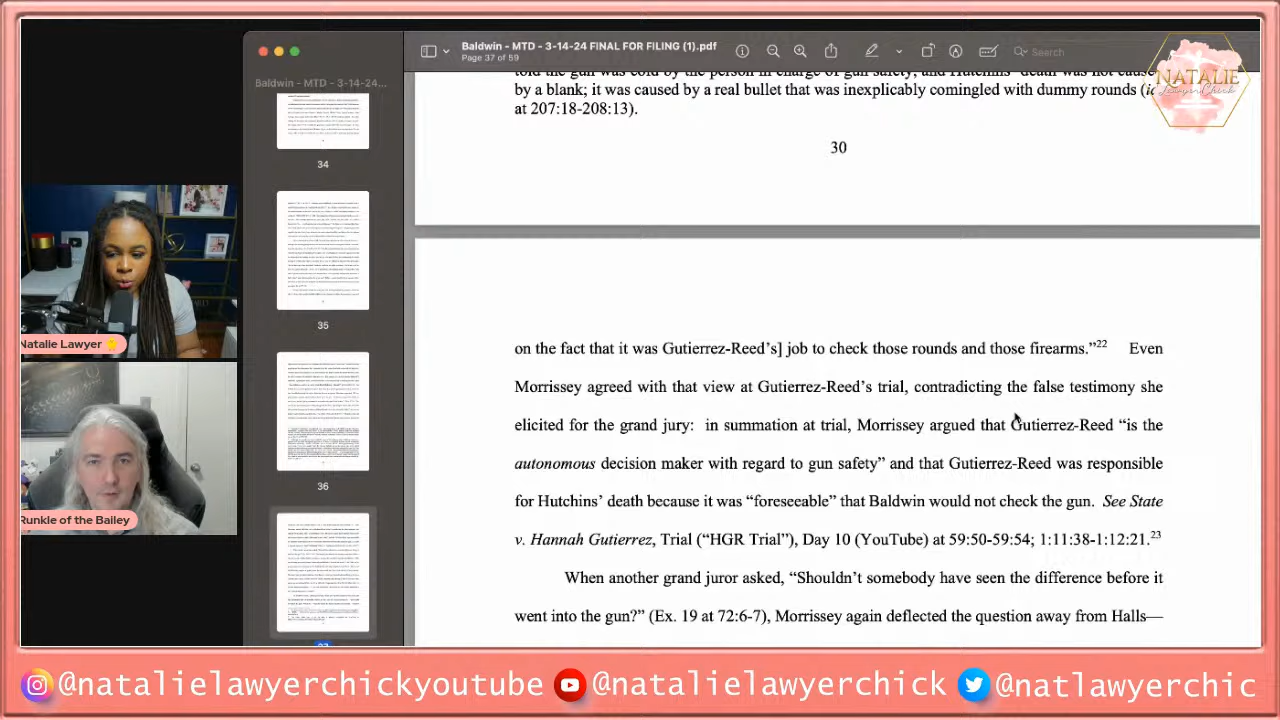 Baldwin - MTD - 3-14-24 FINAL FOR FILING (1).pdf
Page 37 of 59
Search
NATALIE
LawyerChick
Baldwin - MTD - 3-14-24...
34
35
36
told the gun was cold by the person in charge of gun safety, and
death was not
by a blank; it was caused by a real bullet that was inexplicably comingled with dummy rounds
at 207:18-208:13).
30
on the fact that it was Gutierrez-Reed's] job to check those rounds and those firearms."22 Even
Morrissey agreed with that view at Gutierrez-Reed's trial, contradicting the false testimony she
elicited for the grand jury: in summation at trial, Morrissey argued that Gutierrez-Reed "is the
autonomous decision maker with regard to gun safety" and that Gutierrez-Reed was responsible
for Hutchins' death because it was "foreseeable" that Baldwin would not check the gun. See State
v. Hannah Gutierrez, Trial ("HGR Trial"), Day 10 (YouTube) at 59:50-59:54; 1:11:38-1:12:21.23
When another grand juror asked "Shouldn't somebody have seen the difference before it
went into the gun?" (Ex. 19 at 72:6-7), Morrissey again deflected the question away from Halls—
Natalie Lawyer
Runkle of the Bailey
@natalielawyerchickyoutube
@natalielawyerchick
@natlawyerchic